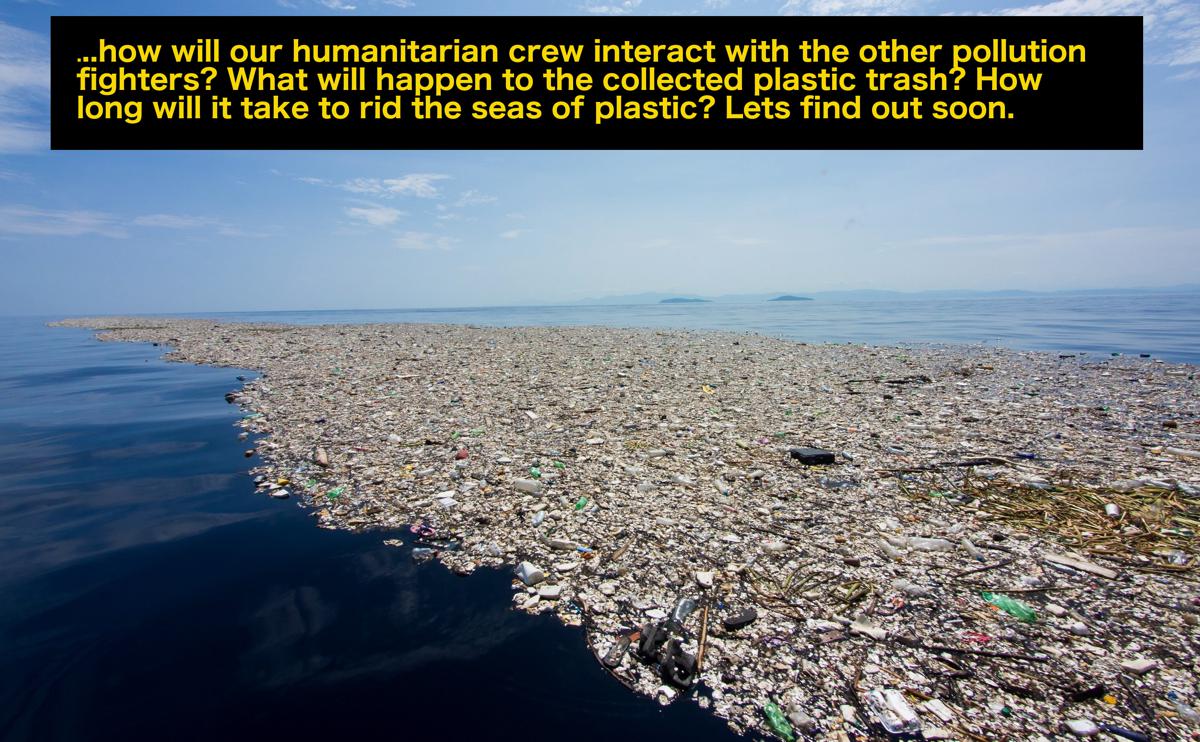 ...how will our humanitarian crew interact with the other pollution
fighters? What will happen to the collected plastic trash? How
long will it take to rid the seas of plastic? Lets find out soon.